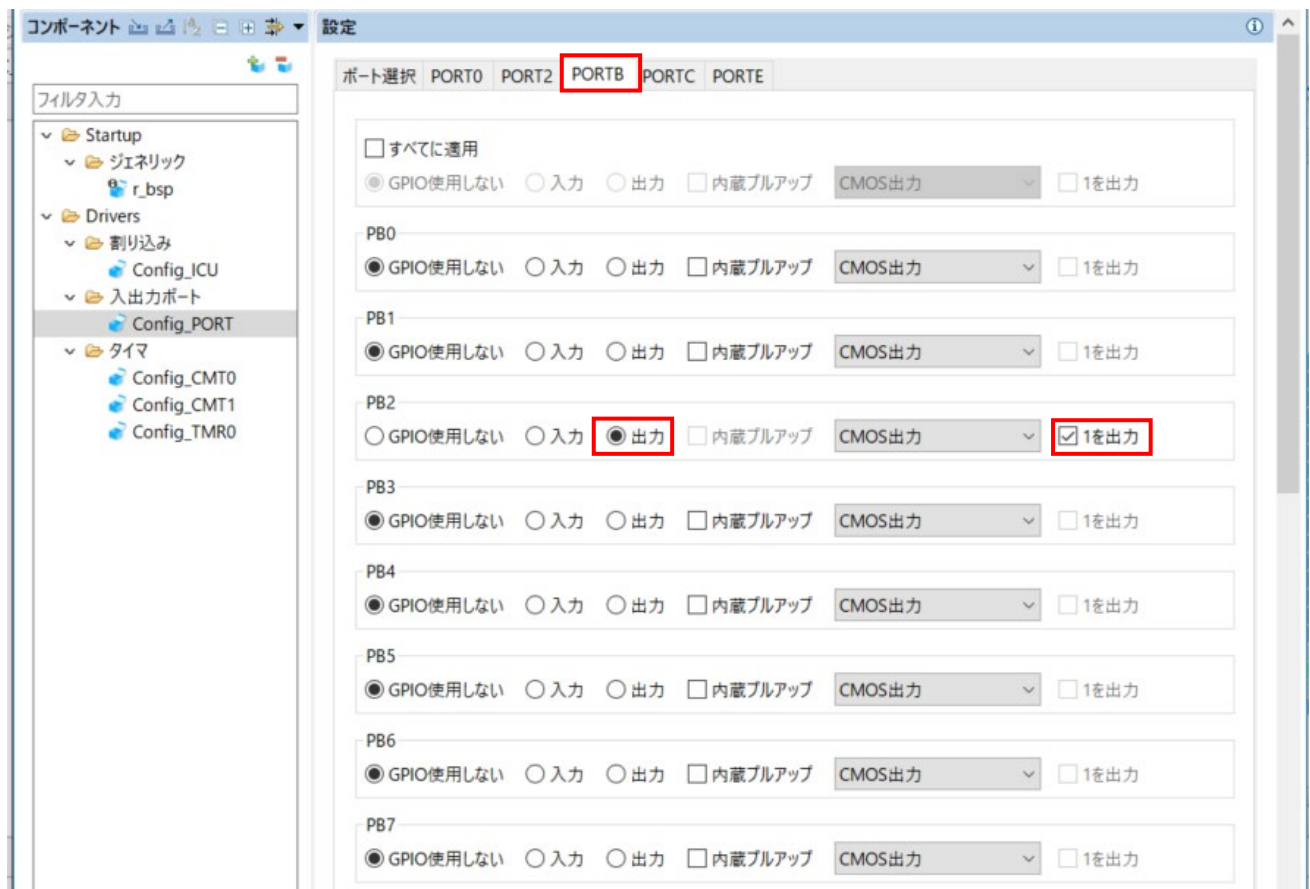 コンポーネント
設定
ポート選択 PORT0 PORT2 PORTB PORTC PORTE
フィルタ入力
Startup
ジェネリック
r_bsp
Drivers
割り込み
Config_ICU
入出力ポート
Config_PORT
タイマ
Config_CMT0
Config_CMT1
Config_TMR0
すべてに適用
GPIO使用しない 入力 出力 内蔵プルアップ CMOS出力 1を出力
PB0
GPIO使用しない 入力 出力 内蔵プルアップ CMOS出力 1を出力
PB1
GPIO使用しない 入力 出力 内蔵プルアップ CMOS出力 1を出力
PB2
GPIO使用しない 入力 出力 内蔵プルアップ CMOS出力 1を出力
PB3
GPIO使用しない 入力 出力 内蔵プルアップ CMOS出力 1を出力
PB4
GPIO使用しない 入力 出力 内蔵プルアップ CMOS出力 1を出力
PB5
GPIO使用しない 入力 出力 内蔵プルアップ CMOS出力 1を出力
PB6
GPIO使用しない 入力 出力 内蔵プルアップ CMOS出力 1を出力
PB7
GPIO使用しない 入力 出力 内蔵プルアップ CMOS出力 1を出力